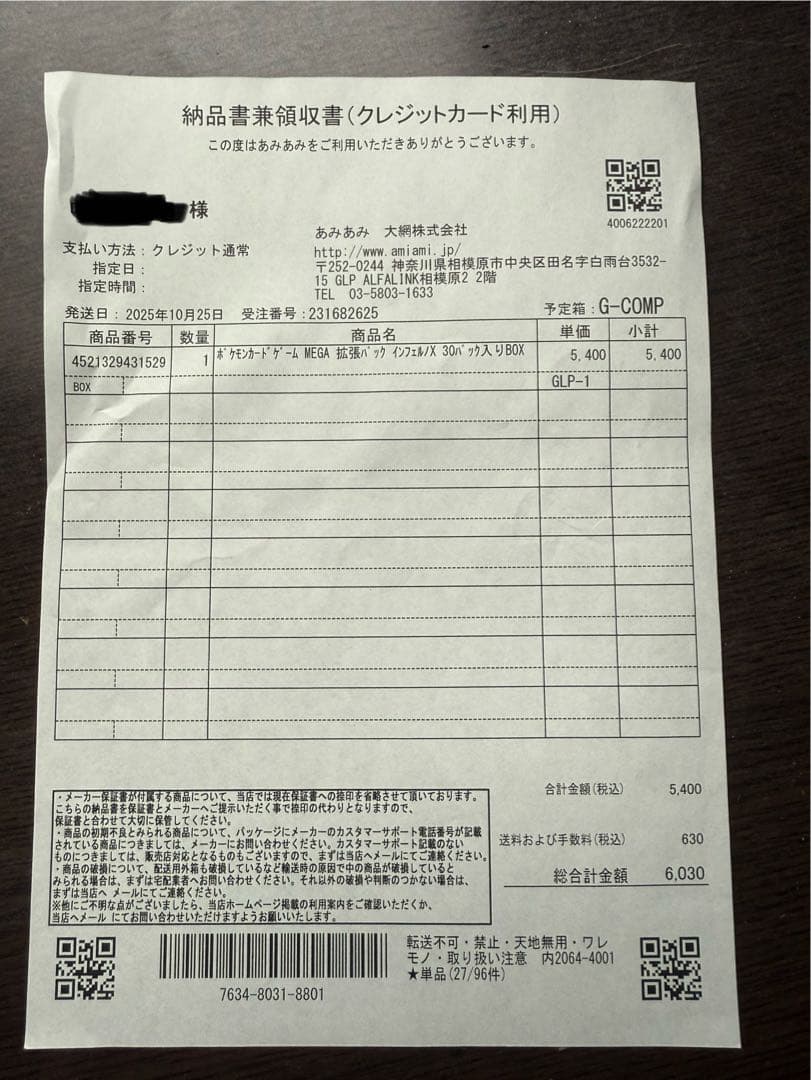 納品書兼領収書(クレジットカード利用)
この度はあみあみをご利用いただきありがとうございます。
4006222201
様
あみあみ 大網株式会社
支払い方法：クレジット通常
http://www.amiami.jp/
指定日：
〒252-0244 神奈川県相模原市中央区田名字白雨台3532-
15 GLP ALFALINK相模原2 2階
指定時間：
TEL 03-5803-1633
発送日：2025年10月25日 受注番号：231682625 予定箱：G-COMP
商品番号 数量 商品名 単価 小計
4521329431529 1 ﾎﾟｹﾓﾝｶｰﾄﾞｹﾞｰﾑ MEGA 拡張ﾊﾟｯｸ ｲﾝﾌｪﾙﾉX 30ﾊﾟｯｸ入りBOX 5,400 5,400
BOX GLP-1
・メーカー保証書が付属する商品について、当店では現在保証書への捺印を省略させて頂いております。
こちらの納品書を保証書とメーカーへご提示いただく事で捺印の代わりとなりますので、
保証書と合わせて大切に保管してください。
・商品の初期不良とみられる商品について、パッケージにメーカーのカスタマーサポート電話番号が記載
されている商品につきましては、メーカーにお問い合わせください。カスタマーサポート記載のない
ものにつきましては、販売店対応となるものもございますので、まずは当店へメールにてご連絡ください。
・商品の破損について、配送用外箱も破損しているなど輸送時の原因で中の商品が破損していると
みられる場合は、まずは宅配業者へお問い合わせください。それ以外の破損や判断のつかない場合は、
まずは当店へ メールにてご連絡ください。
※他にご不明な点がございましたら、当店ホームページ掲載の利用案内をご確認いただくか、
当店へメール にてお問い合わせいただけますようお願いいたします。
合計金額(税込) 5,400
送料および手数料(税込) 630
総合計金額 6,030
7634-8031-8801
転送不可・禁止・天地無用・ワレ
モノ・取り扱い注意 内2064-4001
★単品(27/96件)